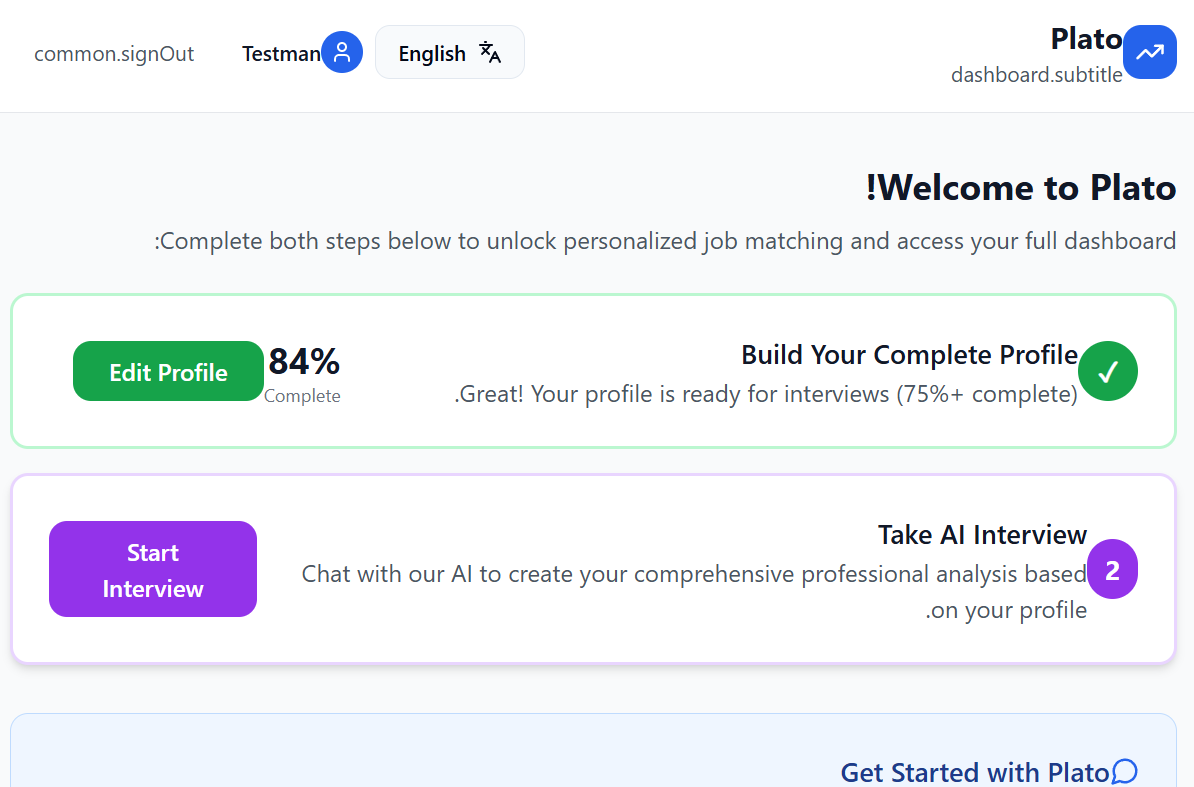 Plato
dashboard.subtitle
English
Testman
common.signOut
!Welcome to Plato
:Complete both steps below to unlock personalized job matching and access your full dashboard
✓
Build Your Complete Profile
.Great! Your profile is ready for interviews (75%+ complete)
84%
Complete
Edit Profile
2
Take AI Interview
Chat with our AI to create your comprehensive professional analysis based
.on your profile
Start
Interview
Get Started with Plato